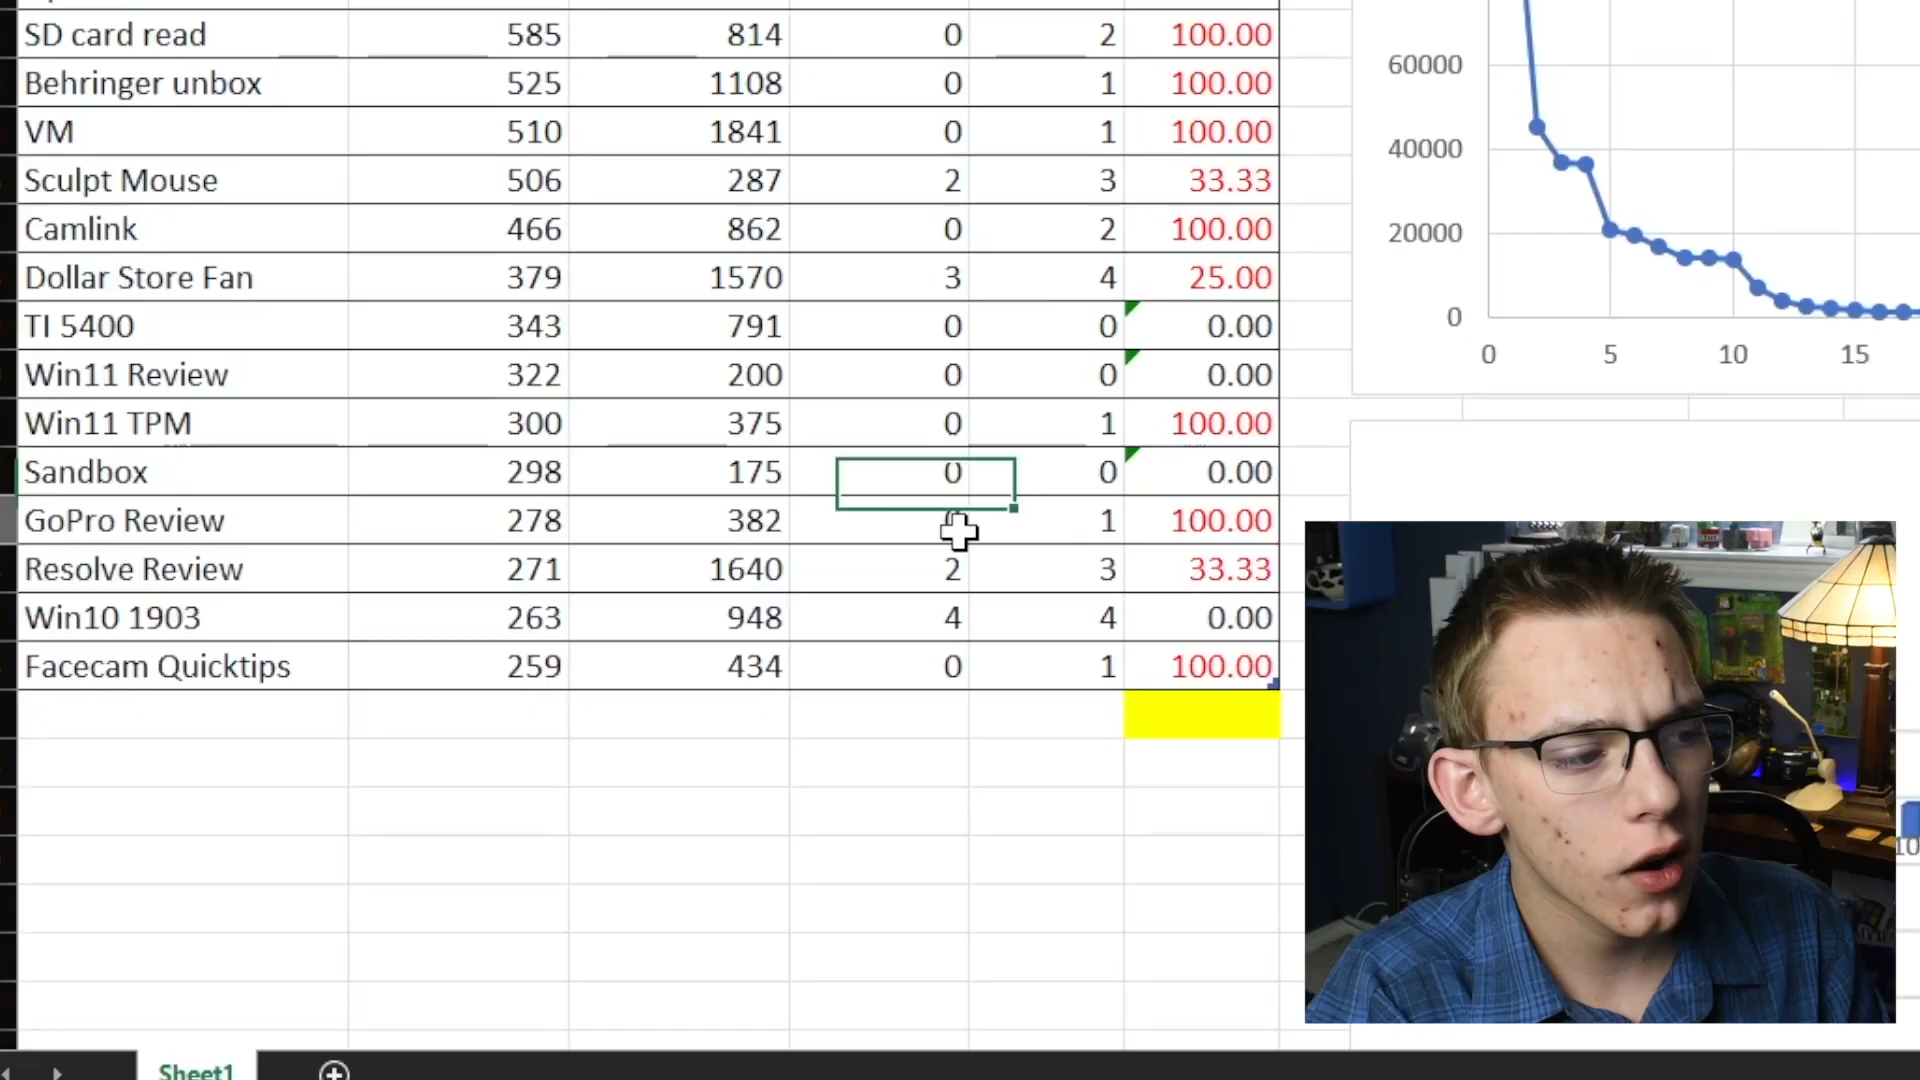 SD card read 585 814 0 2 100.00
Behringer unbox 525 1108 0 1 100.00
VM 510 1841 0 1 100.00
Sculpt Mouse 506 287 2 3 33.33
Camlink 466 862 0 2 100.00
Dollar Store Fan 379 1570 3 4 25.00
TI 5400 343 791 0 0 0.00
Win11 Review 322 200 0 0 0.00
Win11 TPM 300 375 0 1 100.00
Sandbox 298 175 0 0 0.00
GoPro Review 278 382 1 100.00
Resolve Review 271 1640 2 3 33.33
Win10 1903 263 948 4 4 0.00
Facecam Quicktips 259 434 0 1 100.00
60000
40000
20000
0
0 5 10 15
Sheet1